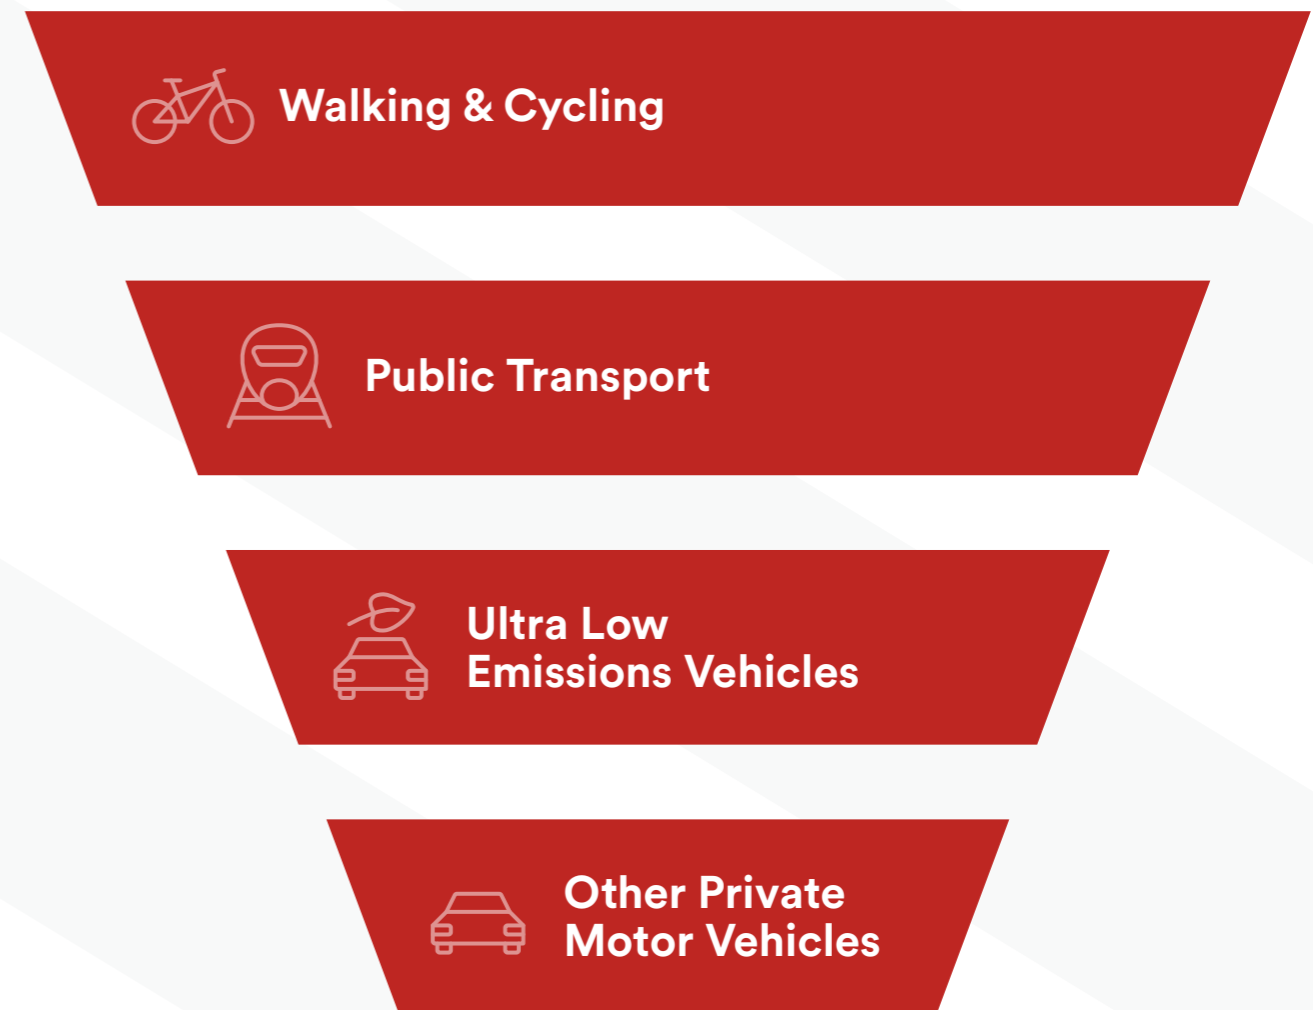 Walking & Cycling
Public Transport
Ultra Low
Emissions Vehicles
Other Private
Motor Vehicles